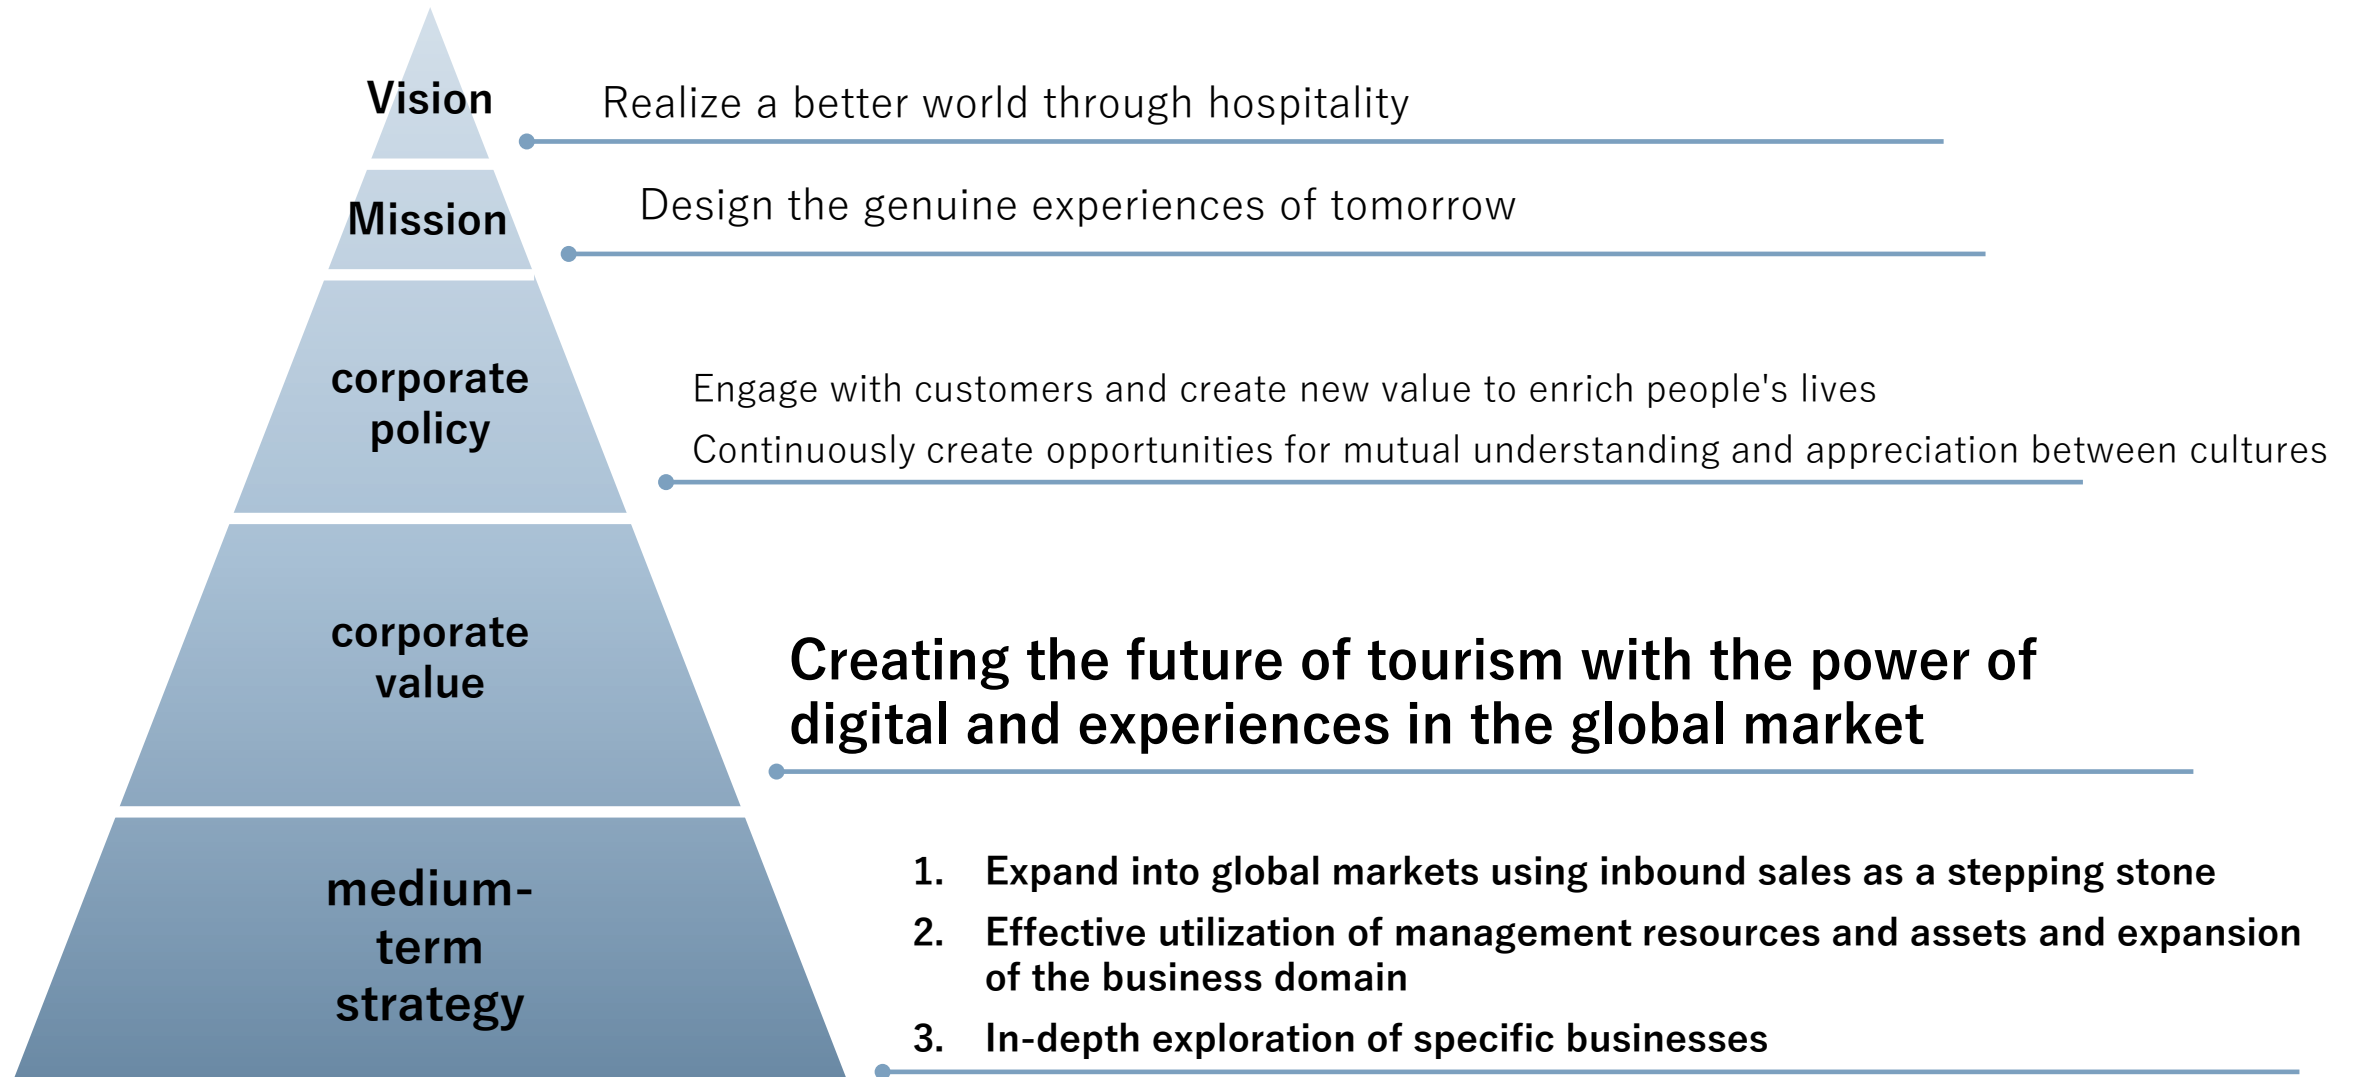 Vision
Realize a better world through hospitality
Mission
Design the genuine experiences of tomorrow
corporate
policy
Engage with customers and create new value to enrich people's lives
Continuously create opportunities for mutual understanding and appreciation between cultures
corporate
value
Creating the future of tourism with the power of
digital and experiences in the global market
medium-
term
strategy
1. Expand into global markets using inbound sales as a stepping stone
2. Effective utilization of management resources and assets and expansion
of the business domain
3. In-depth exploration of specific businesses